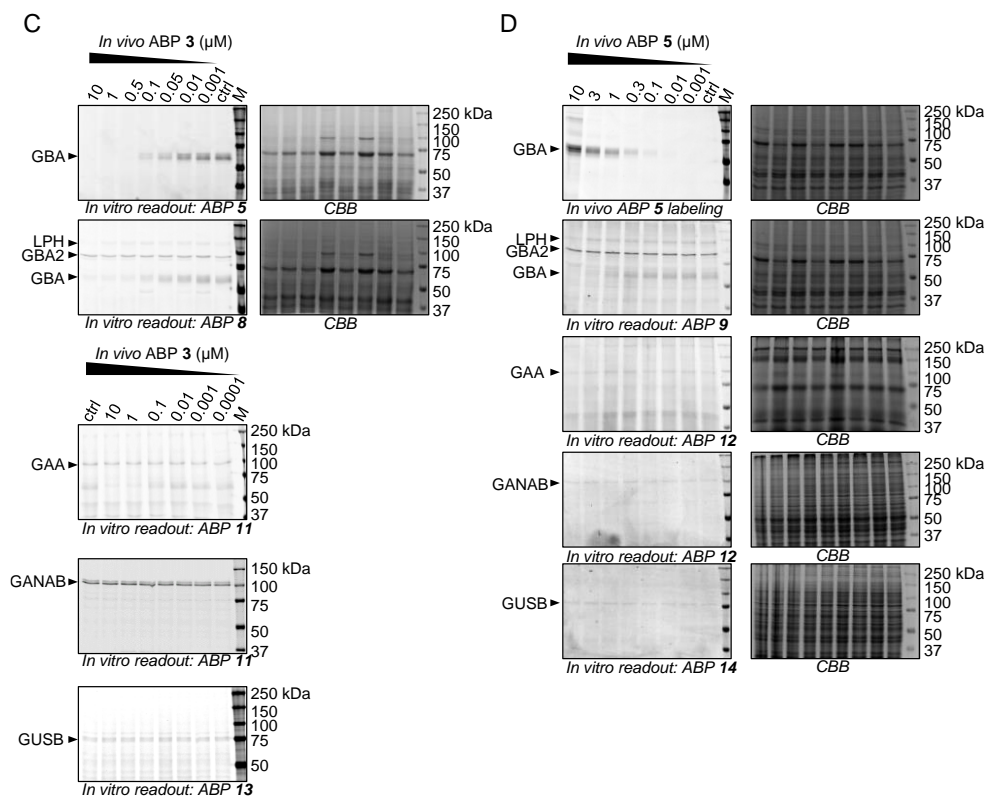 C
In vivo ABP 3 (µM)
10 1 0.5 0.1 0.05 0.01 0.001 ctrl M
GBA
250 kDa
150
100
75
50
37
In vitro readout: ABP 5
CBB
LPH
GBA2
GBA
250 kDa
150
100
75
50
37
In vitro readout: ABP 8
CBB
In vivo ABP 3 (µM)
ctrl 10 1 0.1 0.01 0.001 0.0001 M
GAA
250 kDa
150
100
75
50
37
In vitro readout: ABP 11
GANAB
150 kDa
100
75
50
37
In vitro readout: ABP 11
GUSB
250 kDa
150
100
75
50
In vitro readout: ABP 13
D
In vivo ABP 5 (µM)
10 3 1 0.3 0.1 0.01 0.001 ctrl M
GBA
250 kDa
150
100
75
50
37
In vivo ABP 5 labeling
CBB
LPH
GBA2
GBA
250 kDa
150
100
75
50
37
In vitro readout: ABP 9
CBB
GAA
250 kDa
150
100
75
50
37
In vitro readout: ABP 12
CBB
GANAB
250 kDa
150
100
75
50
37
In vitro readout: ABP 12
CBB
GUSB
250 kDa
150
100
75
50
37
In vitro readout: ABP 14
CBB